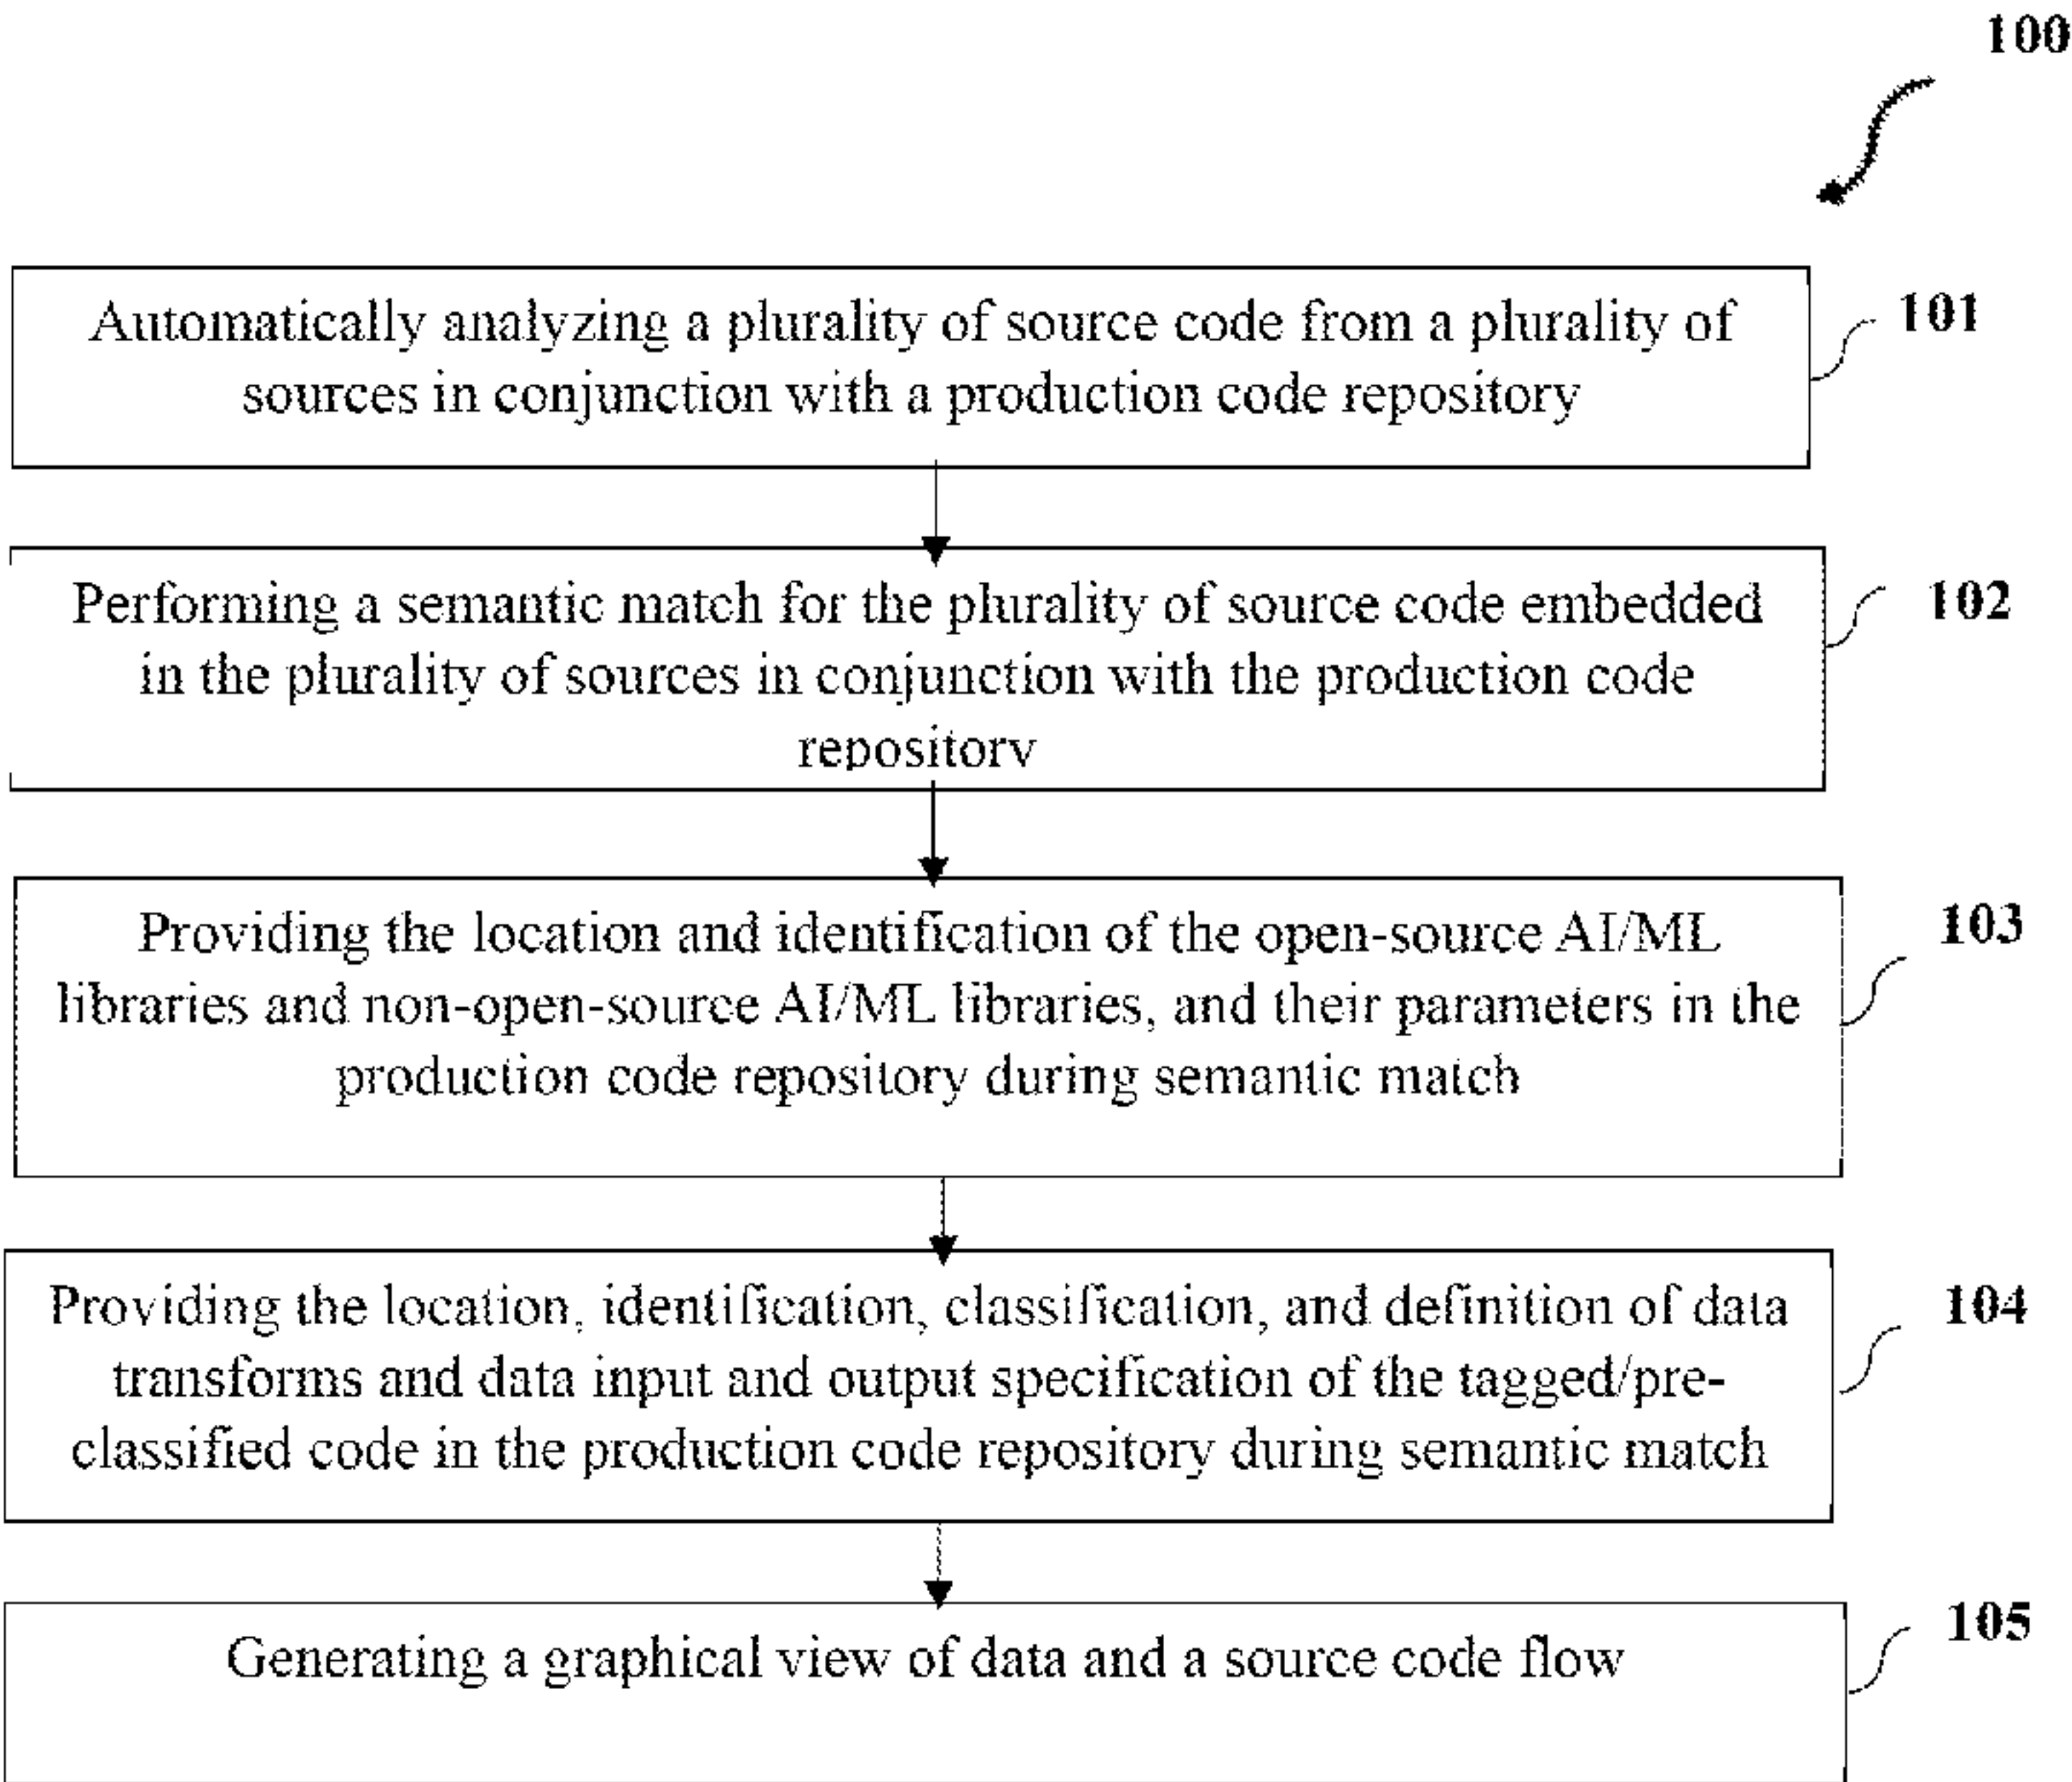 100
Automatically analyzing a plurality of source code from a plurality of
sources in conjunction with a production code repository
101
Performing a semantic match for the plurality of source code embedded
in the plurality of sources in conjunction with the production code
repository
102
Providing the location and identification of the open-source AI/ML
libraries and non-open-source AI/ML libraries, and their parameters in the
production code repository during semantic match
103
Providing the location, identification, classification, and definition of data
transforms and data input and output specification of the tagged/pre-
classified code in the production code repository during semantic match
104
Generating a graphical view of data and a source code flow
105